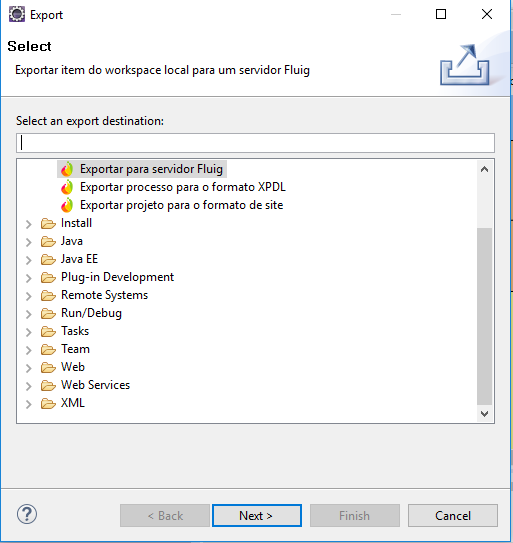 Export
Select
Exportar item do workspace local para um servidor Fluig
Select an export destination:
Exportar para servidor Fluig
Exportar processo para o formato XPDL
Exportar projeto para o formato de site
Install
Java
Java EE
Plug-in Development
Remote Systems
Run/Debug
Tasks
Team
Web
Web Services
XML
?
< Back
Next >
Finish
Cancel